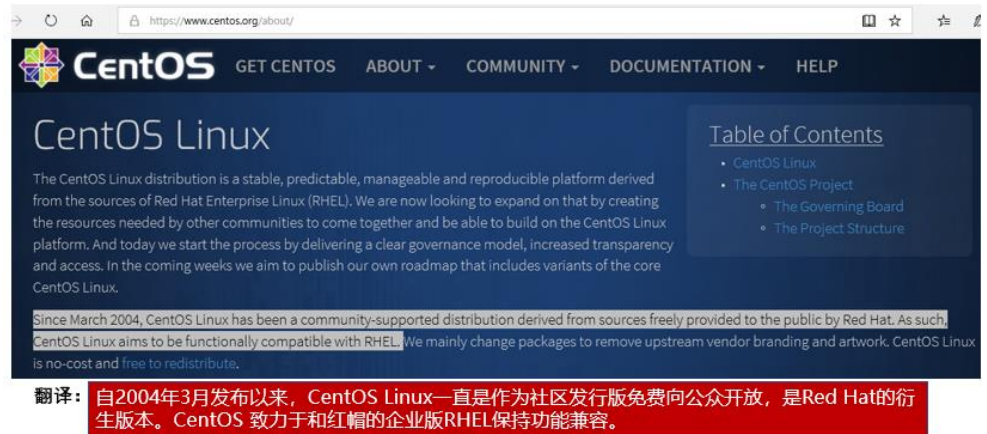 https://www.centos.org/about/
CentOS GET CENTOS ABOUT COMMUNITY DOCUMENTATION HELP
CentOS Linux
The CentOS Linux distribution is a stable, predictable, manageable and reproducible platform derived
from the sources of Red Hat Enterprise Linux (RHEL). We are now looking to expand on that by creating
the resources needed by other communities to come together and be able to build on the CentOS Linux
platform. And today we start the process by delivering a clear governance model, increased transparency
and access. In the coming weeks we aim to publish our own roadmap that includes variants of the core
CentOS Linux.
Since March 2004, CentOS Linux has been a community-supported distribution derived from sources freely provided to the public by Red Hat. As such,
CentOS Linux aims to be functionally compatible with RHEL. We mainly change packages to remove upstream vendor branding and artwork. CentOS Linux
is no-cost and free to redistribute.
Table of Contents
• CentOS Linux
• The CentOS Project
◦ The Governing Board
◦ The Project Structure
翻译: 自2004年3月发布以来，CentOS Linux一直是作为社区发行版免费向公众开放，是Red Hat的衍
生版本。CentOS 致力于和红帽的企业版RHEL保持功能兼容。